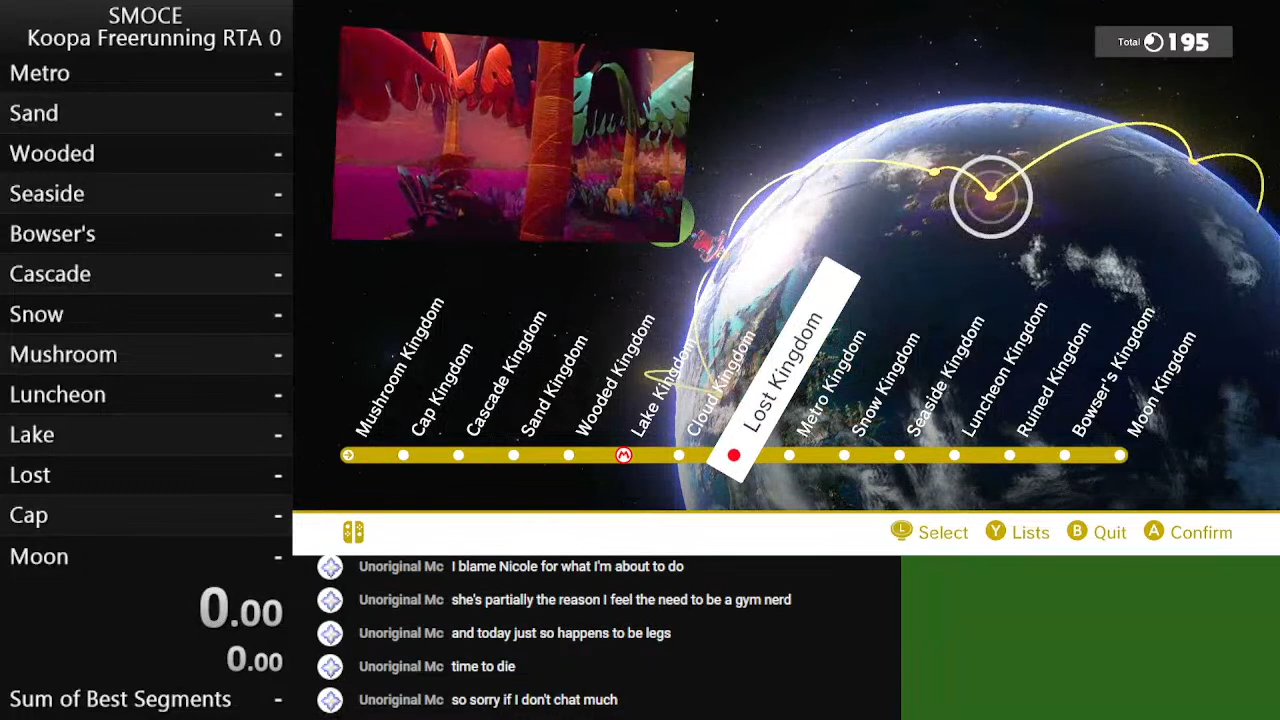 SMOCE
Koopa Freerunning RTA 0
Metro -
Sand -
Wooded -
Seaside -
Bowser's -
Cascade -
Snow -
Mushroom -
Luncheon -
Lake -
Lost -
Cap -
Moon -
0.00
0.00
Sum of Best Segments -
Total 195
Mushroom Kingdom
Cap Kingdom
Cascade Kingdom
Sand Kingdom
Wooded Kingdom
Lake Kingdom
Cloud Kingdom
Lost Kingdom
Metro Kingdom
Snow Kingdom
Seaside Kingdom
Luncheon Kingdom
Ruined Kingdom
Bowser's Kingdom
Moon Kingdom
L Select Y Lists B Quit A Confirm
Unoriginal Mc I blame Nicole for what I'm about to do
Unoriginal Mc she's partially the reason I feel the need to be a gym nerd
Unoriginal Mc and today just so happens to be legs
Unoriginal Mc time to die
Unoriginal Mc so sorry if I don't chat much